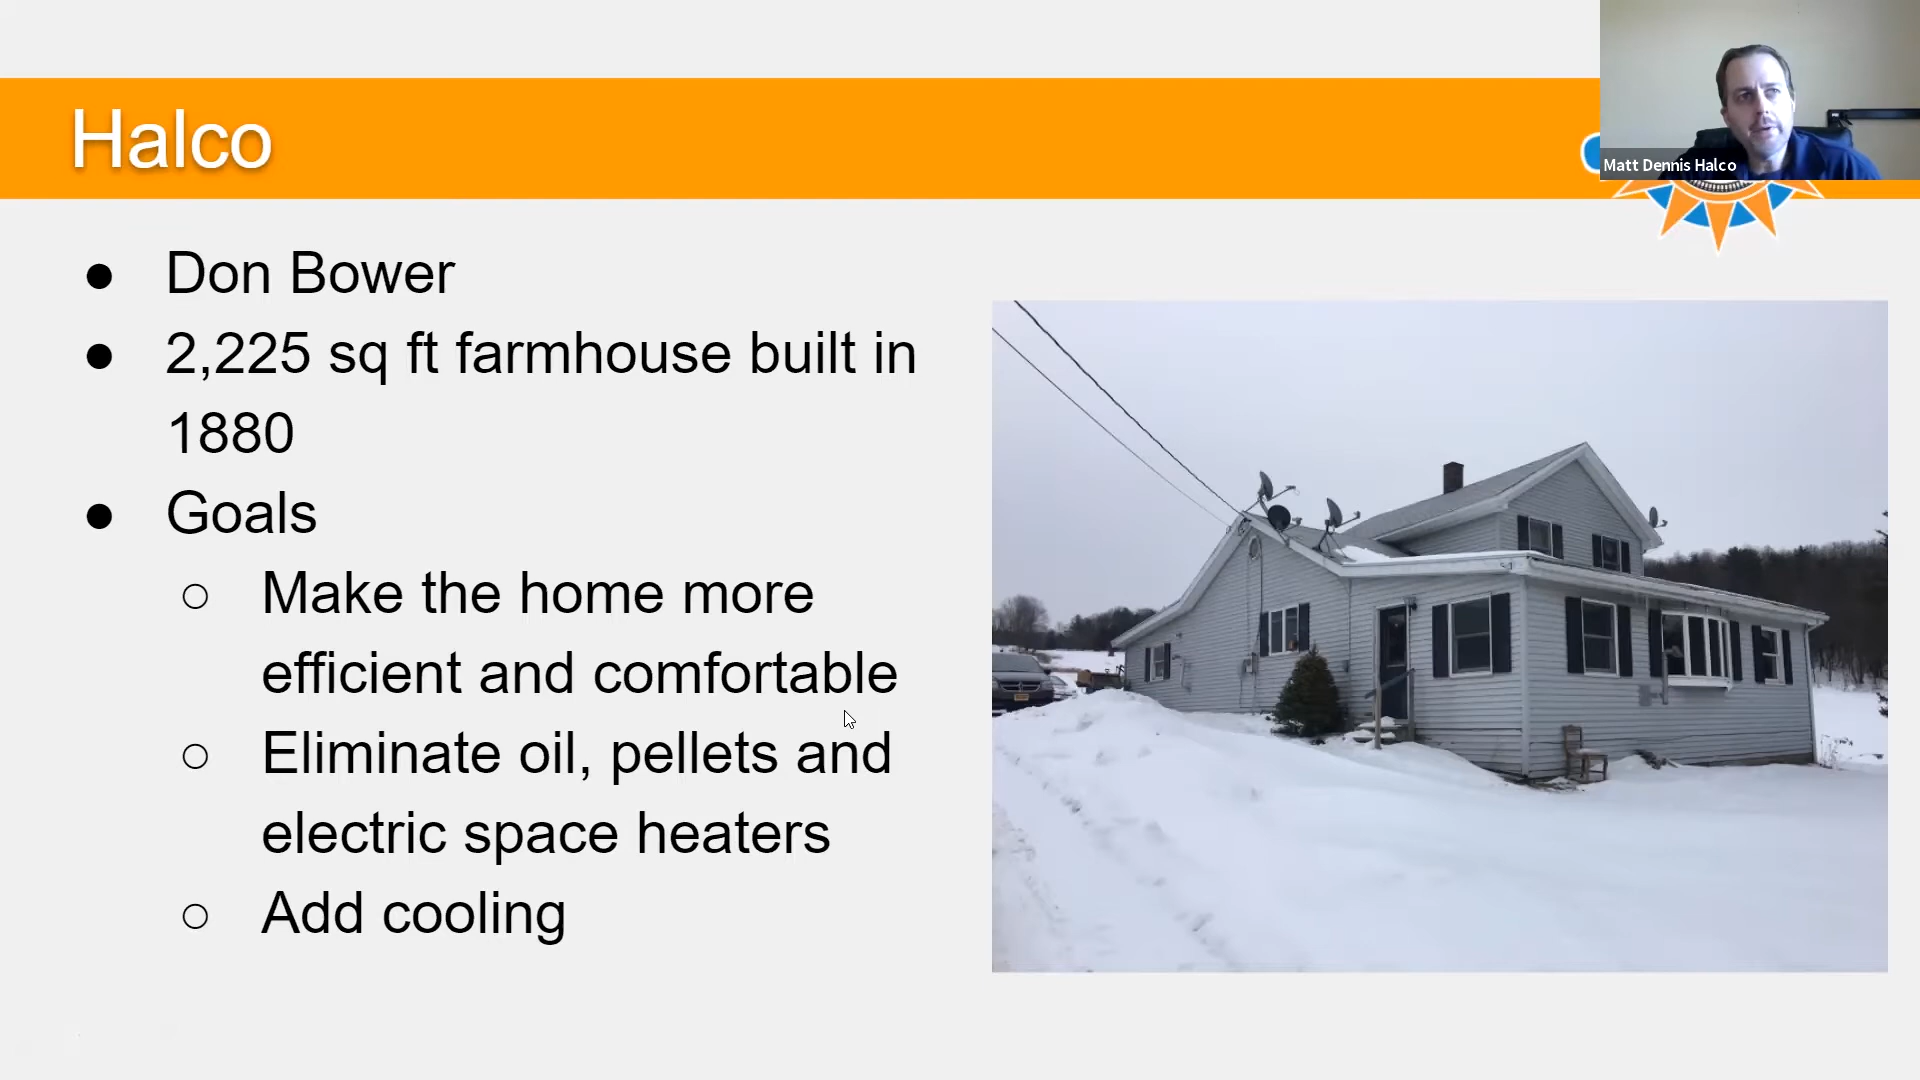 Halco
Matt Dennis Halco
● Don Bower
● 2,225 sq ft farmhouse built in
1880
● Goals
○ Make the home more
efficient and comfortable
○ Eliminate oil, pellets and
electric space heaters
○ Add cooling